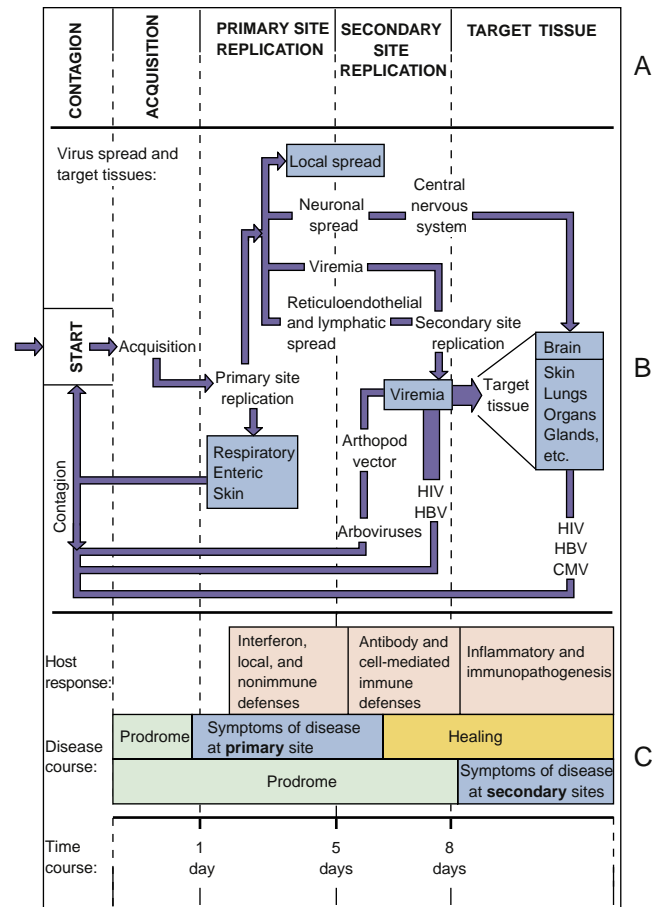 CONTAGION
ACQUISITION
PRIMARY SITE
REPLICATION
SECONDARY
SITE
REPLICATION
TARGET TISSUE
A
Virus spread and
target tissues:
Local spread
Neuronal
spread
Central
nervous
system
Viremia
Reticuloendothelial
and lymphatic
spread
Secondary site
replication
START
Acquisition
Primary site
replication
Viremia
Target
tissue
Brain
Skin
Lungs
Organs
Glands,
etc.
B
Respiratory
Enteric
Skin
Arthopod
vector
Arboviruses
HIV
HBV
HIV
HBV
CMV
Contagion
Host
response:
Interferon,
local, and
nonimmune
defenses
Antibody and
cell-mediated
immune
defenses
Inflammatory and
immunopathogenesis
Disease
course:
Prodrome
Symptoms of disease
at primary site
Healing
Prodrome
Symptoms of disease
at secondary sites
C
Time
course:
1
day
5
days
8
days